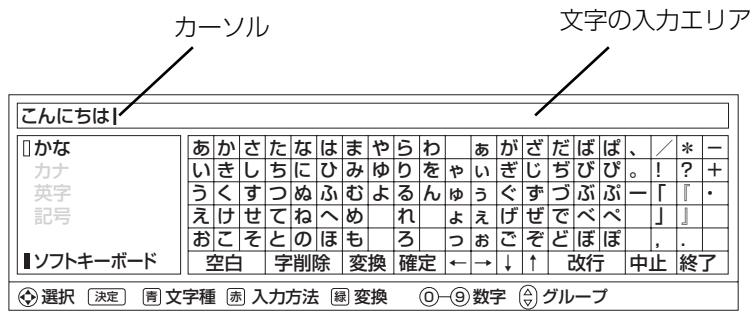 カーソル 文字の入力エリア
こんにちは
かな
カナ
英字
記号
ソフトキーボード
あ か さ た な は ま や ら わ ぁ が ざ だ ば ぱ 、 ／ ＊ －
い き し ち に ひ み ゆ り を ゃ ぃ ぎ じ ぢ び ぴ 。 ！ ？ ＋
う く す つ ぬ ふ む よ る ん ゅ ぅ ぐ ず づ ぶ ぷ ー 「 『 ・
え け せ て ね へ め れ ょ ぇ げ ぜ で べ ぺ 」 』
お こ そ と の ほ も ろ っ ぉ ご ぞ ど ぼ ぽ ， ．
空白 字削除 変換 確定 ← → ↓ ↑ 改行 中止 終了
選択 決定 青 文字種 赤 入力方法 緑 変換 ⓪－⑨ 数字 グループ